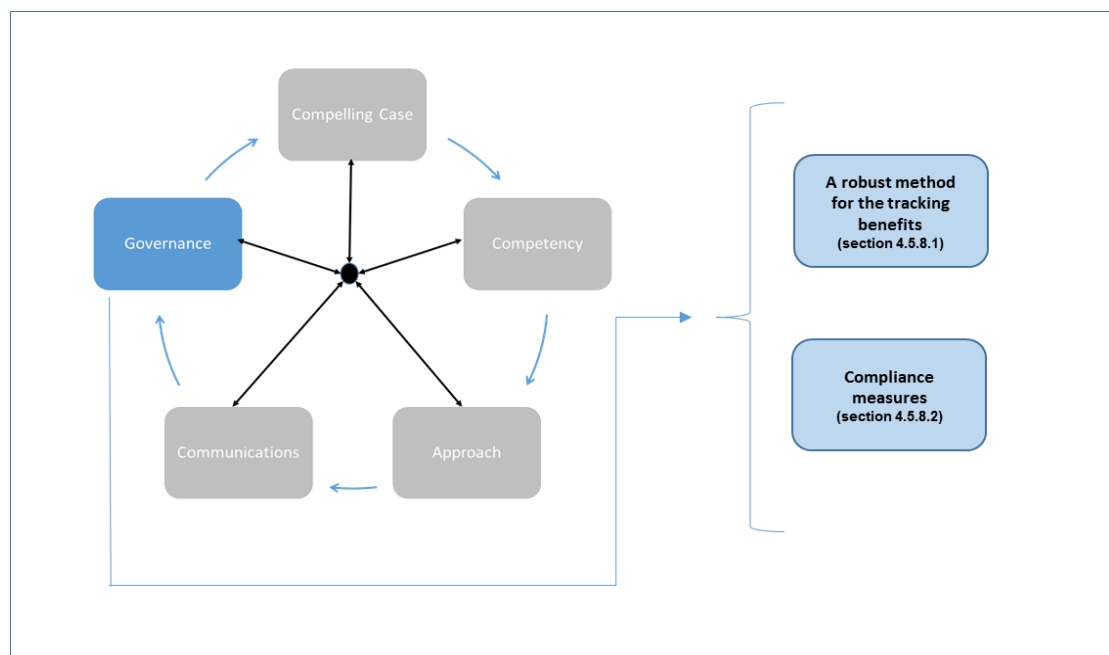 Compelling Case
Governance
Competency
Communications
Approach
A robust method
for the tracking
benefits
(section 4.5.8.1)
Compliance
measures
(section 4.5.8.2)